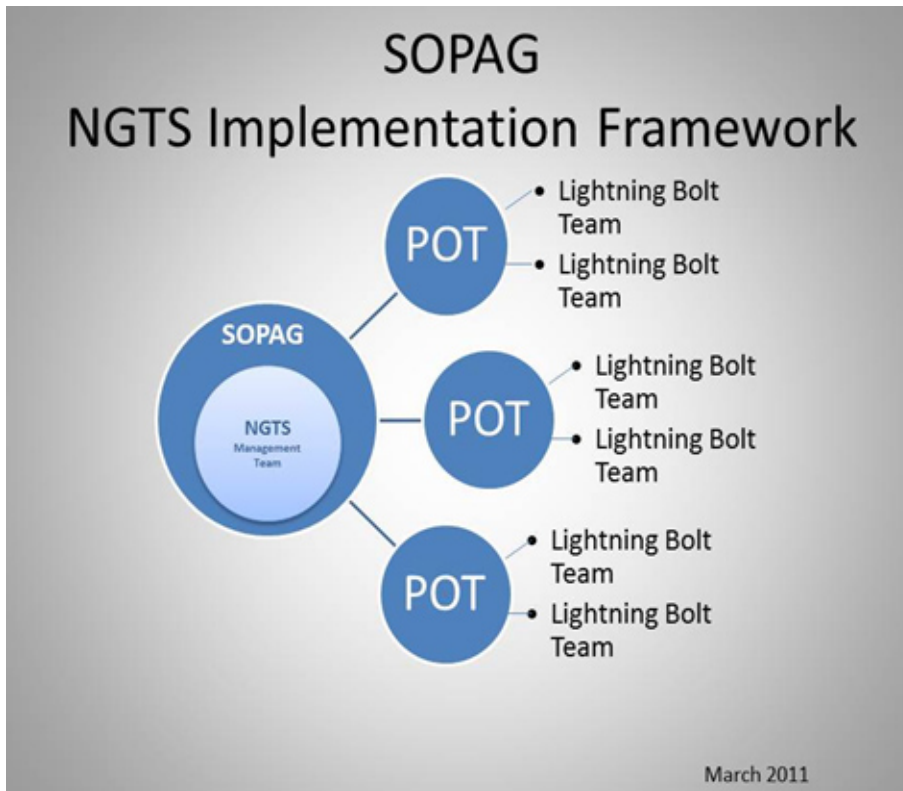 SOPAG
NGTS Implementation Framework
POT
• Lightning Bolt
Team
• Lightning Bolt
Team
SOPAG
NGTS
Management
Team
POT
• Lightning Bolt
Team
• Lightning Bolt
Team
POT
• Lightning Bolt
Team
• Lightning Bolt
Team
March 2011